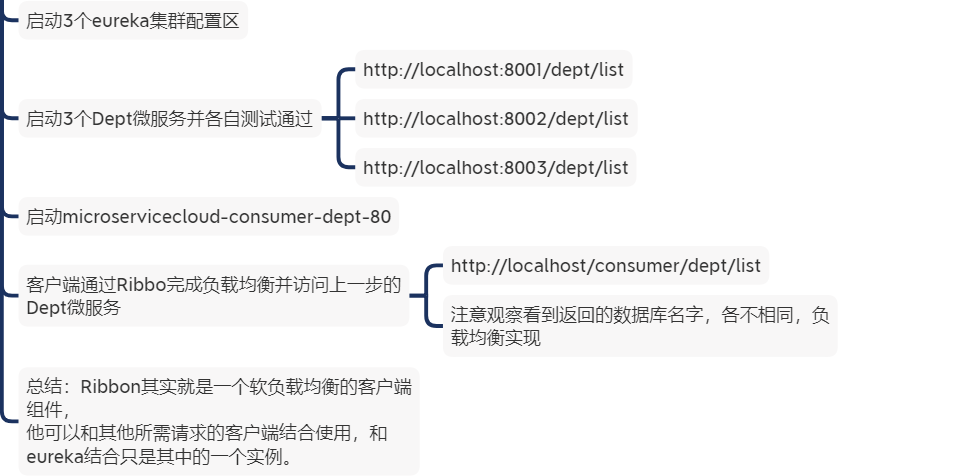 启动3个eureka集群配置区
启动3个Dept微服务并各自测试通过
http://localhost:8001/dept/list
http://localhost:8002/dept/list
http://localhost:8003/dept/list
启动microservicecloud-consumer-dept-80
客户端通过Ribbo完成负载均衡并访问上一步的
Dept微服务
http://localhost/consumer/dept/list
注意观察看到返回的数据库名字，各不相同，负
载均衡实现
总结：Ribbon其实就是一个软负载均衡的客户端
组件，
他可以和其他所需请求的客户端结合使用，和
eureka结合只是其中的一个实例。